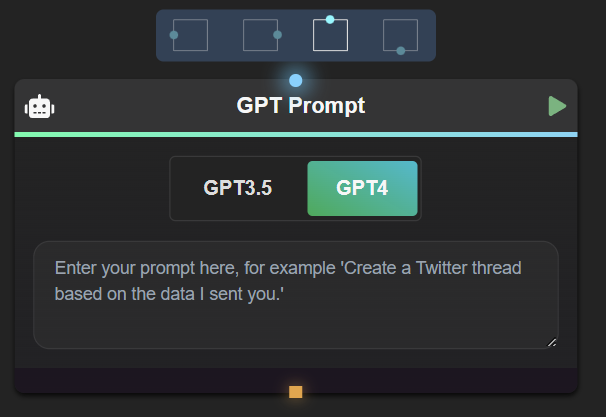 GPT Prompt
GPT3.5 GPT4
Enter your prompt here, for example 'Create a Twitter thread
based on the data I sent you.'